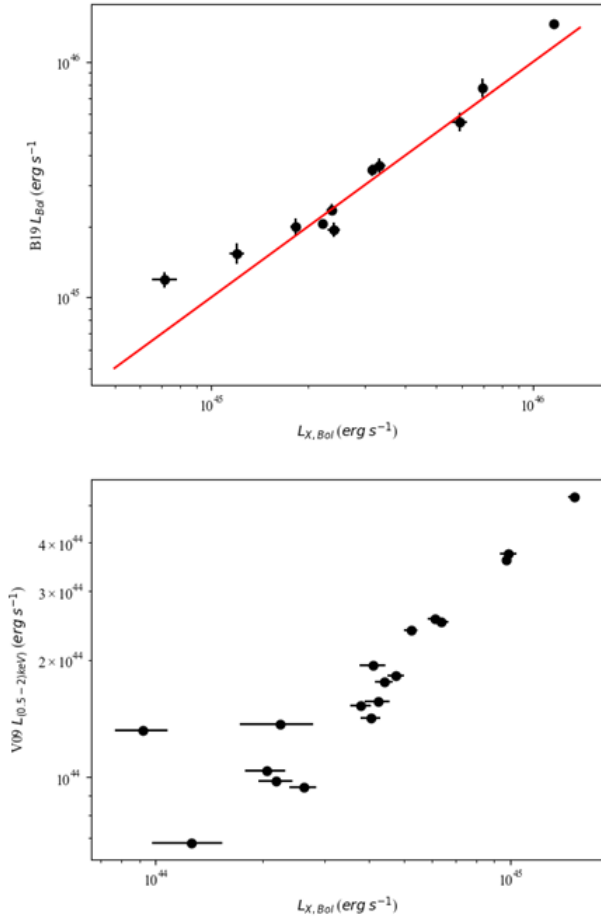 10^46
10^45
B19 L_Bol (erg s^−1)
10^45
10^46
L_X,Bol (erg s^−1)
4 × 10^44
3 × 10^44
2 × 10^44
10^44
V09 L_(0.5−2)keV) (erg s^−1)
10^44
10^45
L_X,Bol (erg s^−1)